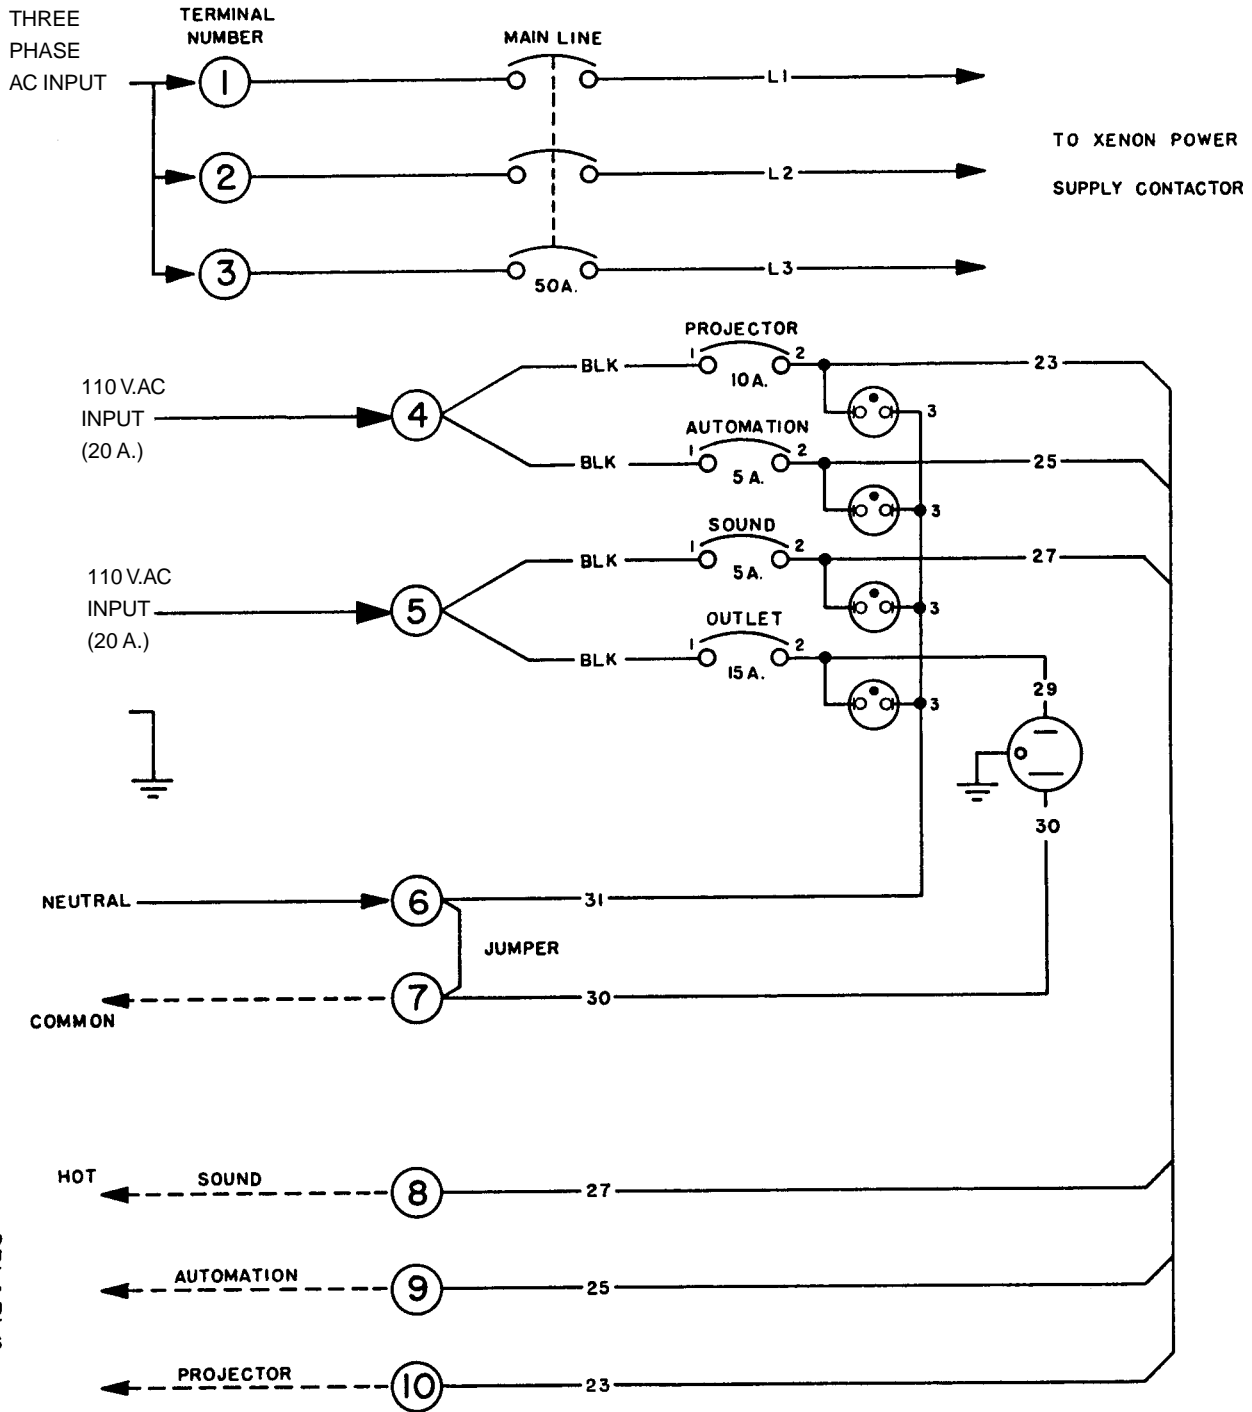 THREE
PHASE
AC INPUT
TERMINAL
NUMBER
MAIN LINE
1
L1
2
L2
3
L3
50A.
TO XENON POWER
SUPPLY CONTACTOR
110 V.AC
INPUT
(20 A.)
4
BLK
PROJECTOR
1
2
10A.
23
3
BLK
AUTOMATION
1
2
5 A.
25
3
110 V.AC
INPUT
(20 A.)
5
BLK
SOUND
1
2
5A.
27
3
BLK
OUTLET
1
2
15A.
29
3
30
NEUTRAL
6
31
JUMPER
COMMON
7
30
HOT
SOUND
8
27
AUTOMATION
9
25
PROJECTOR
10
23